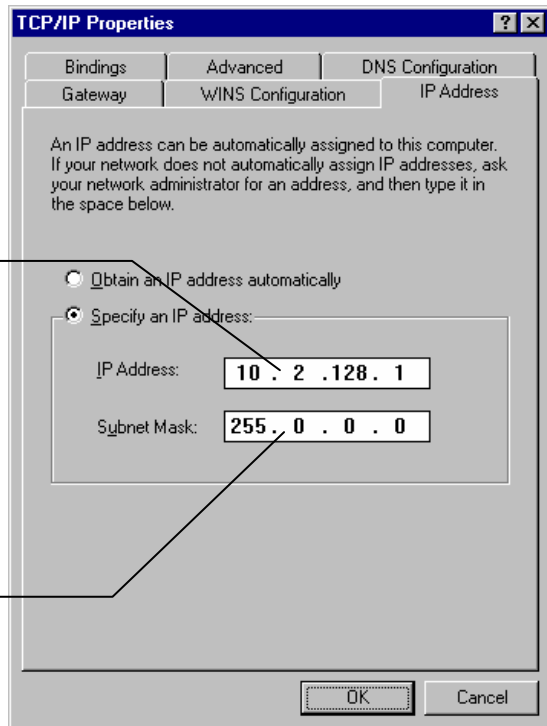 TCP/IP Properties
Bindings
Advanced
DNS Configuration
Gateway
WINS Configuration
IP Address
An IP address can be automatically assigned to this computer.
If your network does not automatically assign IP addresses, ask
your network administrator for an address, and then type it in
the space below.
Obtain an IP address automatically
Specify an IP address:
IP Address:
10 . 2 .128. 1
Subnet Mask:
255. 0 . 0 . 0
OK
Cancel